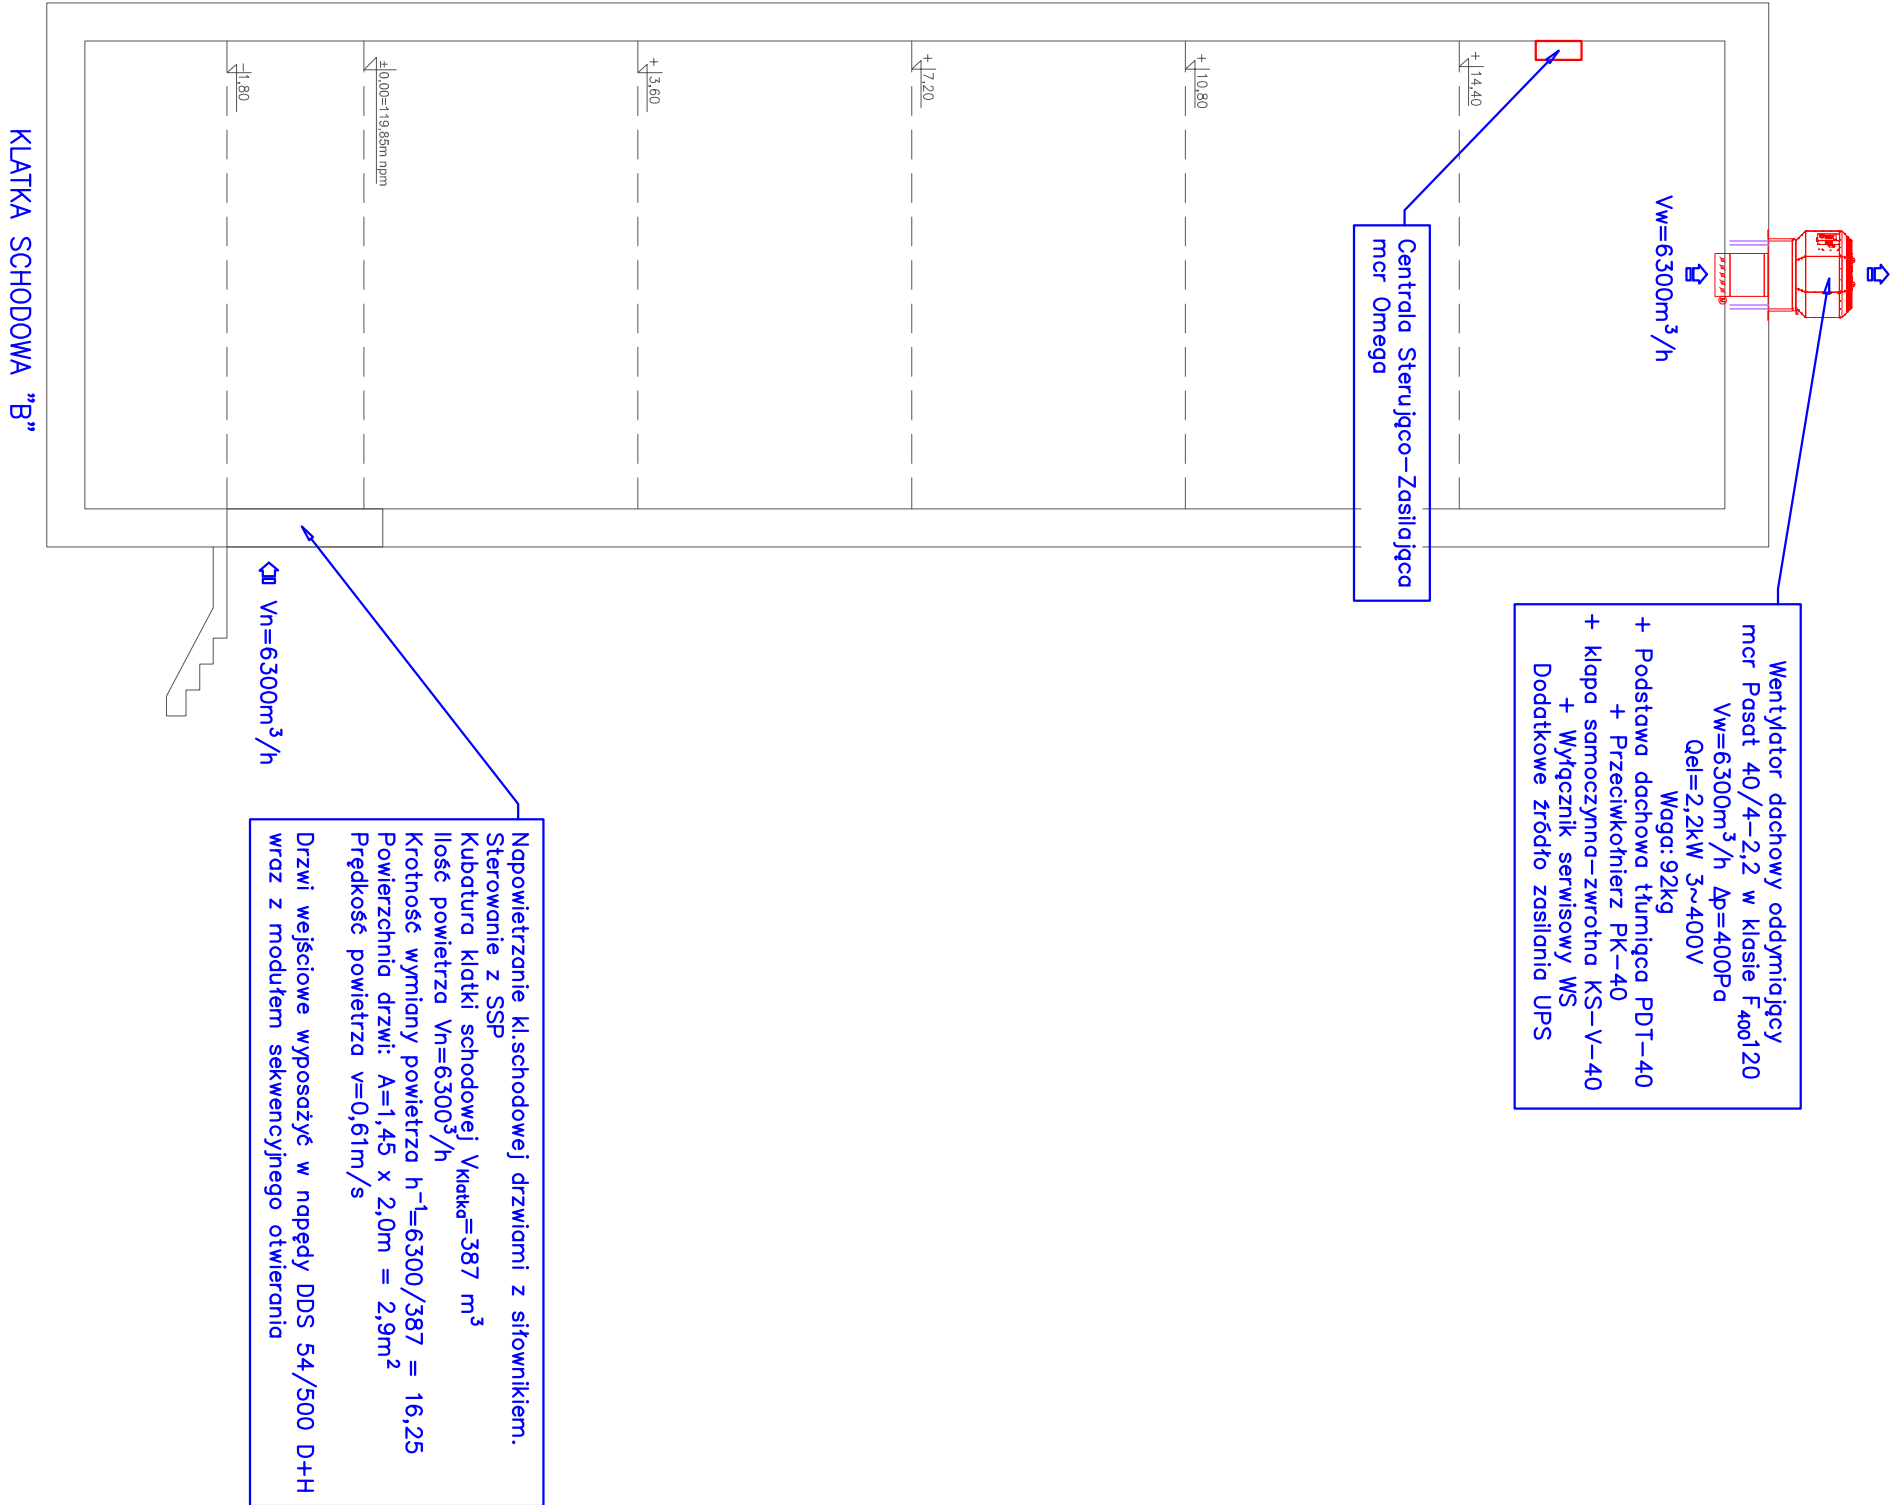 Vw=6300m³/h
Wentylator dachowy oddymiający
mcr Pasat 40/4-2,2 w klasie F₄₀₀120
Vw=6300m³/h Δp=400Pa
Qel=2,2kW 3~400V
Waga: 92kg
+ Podstawa dachowa tłumiąca PDT-40
+ Przeciwkołnierz PK-40
+ klapa samoczynna-zwrotna KS-V-40
+ Wyłącznik serwisowy WS
Dodatkowe źródło zasilania UPS
+14,40
Centrala Sterująco-Zasilająca
mcr Omega
+10,80
+7,20
+3,60
±0,00=119,85m npm
-1,80
Napowietrzanie kl.schodowej drzwiami z siłownikiem.
Sterowanie z SSP
Kubatura klatki schodowej VKlatka=387 m³
Ilość powietrza Vn=6300³/h
Krotność wymiany powietrza h⁻¹=6300/387 = 16,25
Powierzchnia drzwi: A=1,45 x 2,0m = 2,9m²
Prędkość powietrza v=0,61m/s
Drzwi wejściowe wyposażyć w napędy DDS 54/500 D+H
wraz z modułem sekwencyjnego otwierania
Vn=6300m³/h
KLATKA SCHODOWA "B"